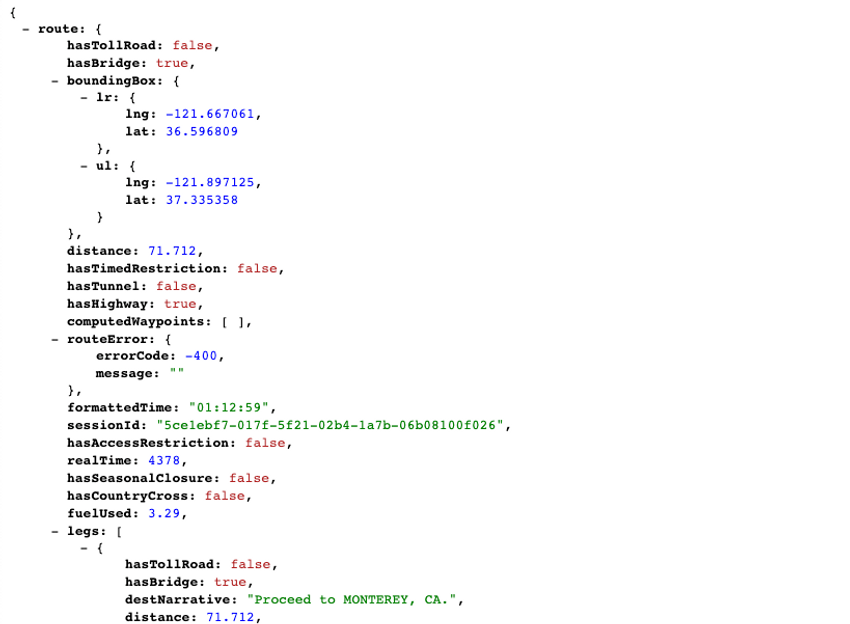 {
- route: {
hasTollRoad: false,
hasBridge: true,
- boundingBox: {
- lr: {
lng: -121.667061,
lat: 36.596809
},
- ul: {
lng: -121.897125,
lat: 37.335358
}
},
distance: 71.712,
hasTimedRestriction: false,
hasTunnel: false,
hasHighway: true,
computedWaypoints: [ ],
- routeError: {
errorCode: -400,
message: ""
},
formattedTime: "01:12:59",
sessionId: "5ce1ebf7-017f-5f21-02b4-1a7b-06b08100f026",
hasAccessRestriction: false,
realTime: 4378,
hasSeasonalClosure: false,
hasCountryCross: false,
fuelUsed: 3.29,
- legs: [
- {
hasTollRoad: false,
hasBridge: true,
destNarrative: "Proceed to MONTEREY, CA.",
distance: 71.712,